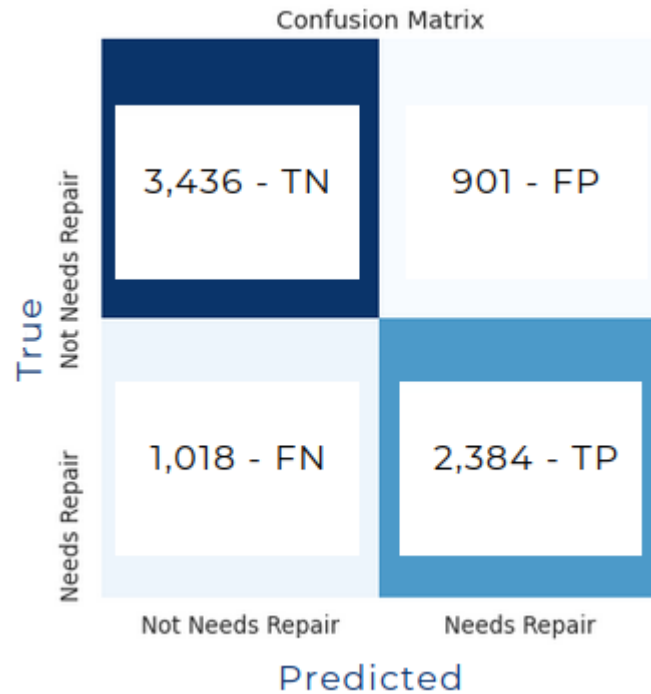 Confusion Matrix
True
Not Needs Repair
3,436 - TN
901 - FP
Needs Repair
1,018 - FN
2,384 - TP
Not Needs Repair
Needs Repair
Predicted